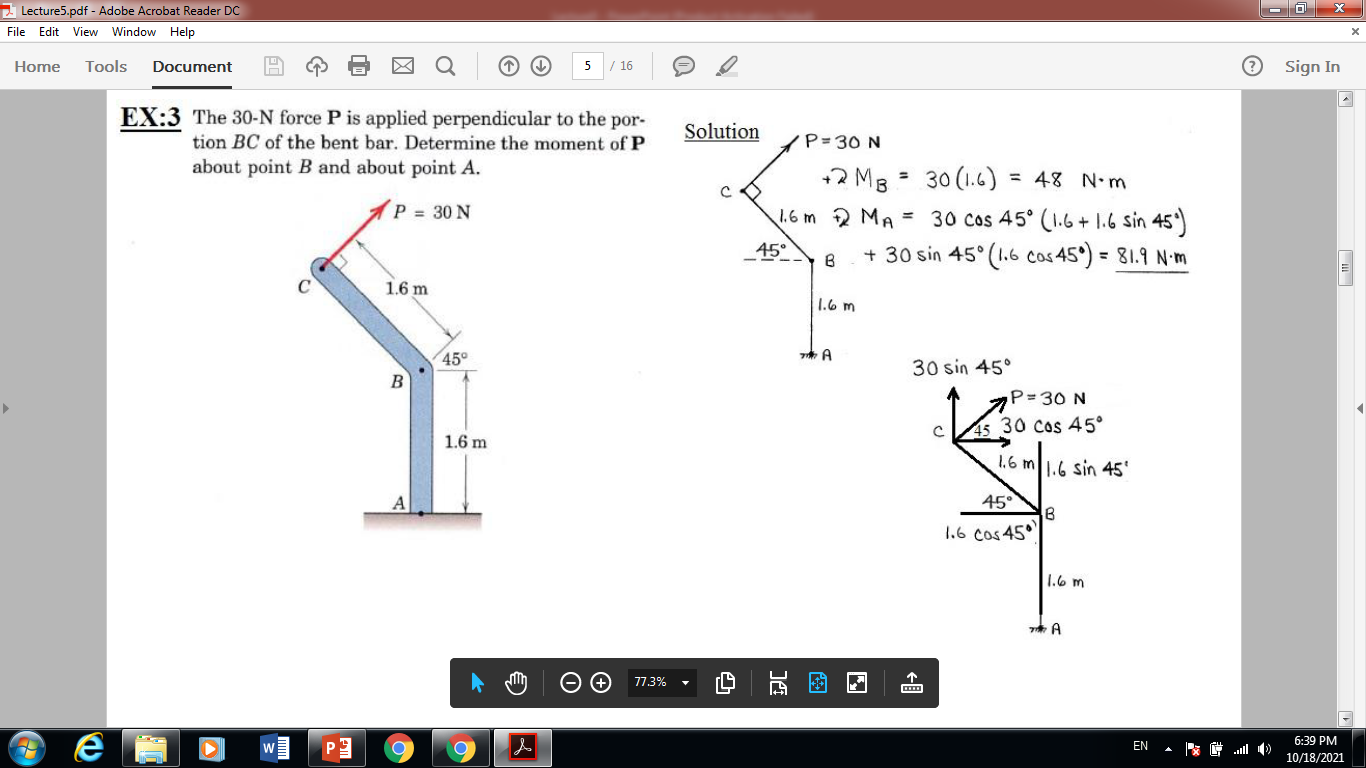 Lecture5.pdf - Adobe Acrobat Reader DC
File Edit View Window Help
Home Tools Document 5 / 16 Sign In
EX:3 The 30-N force P is applied perpendicular to the por-
tion BC of the bent bar. Determine the moment of P
about point B and about point A.
P = 30 N
C
1.6 m
45°
B
1.6 m
A
Solution
P = 30 N
C
+ M_B = 30 (1.6) = 48 N·m
1.6 m
+ M_A = 30 cos 45° (1.6 + 1.6 sin 45°)
45°
B
+ 30 sin 45° (1.6 cos 45°) = 81.9 N·m
1.6 m
A
30 sin 45°
P = 30 N
C
45
30 cos 45°
1.6 m
1.6 sin 45°
45°
B
1.6 cos 45°
1.6 m
A
77.3%
EN
6:39 PM
10/18/2021